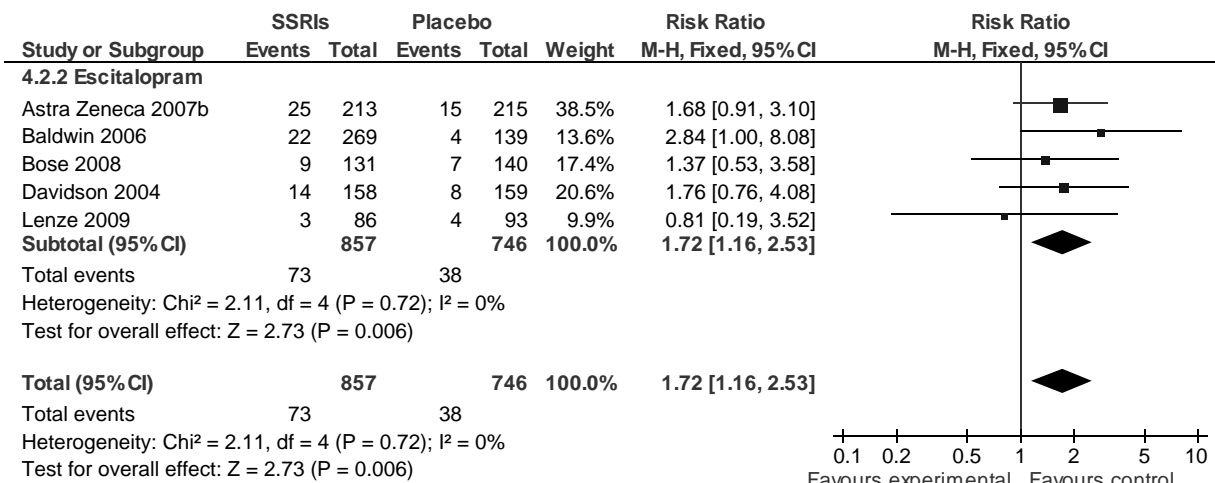 SSRIs Placebo Risk Ratio Risk Ratio
Study or Subgroup Events Total Events Total Weight M-H, Fixed, 95% CI M-H, Fixed, 95% CI
4.2.2 Escitalopram
Astra Zeneca 2007b 25 213 15 215 38.5% 1.68 [0.91, 3.10]
Baldwin 2006 22 269 4 139 13.6% 2.84 [1.00, 8.08]
Bose 2008 9 131 7 140 17.4% 1.37 [0.53, 3.58]
Davidson 2004 14 158 8 159 20.6% 1.76 [0.76, 4.08]
Lenze 2009 3 86 4 93 9.9% 0.81 [0.19, 3.52]
Subtotal (95% CI) 857 746 100.0% 1.72 [1.16, 2.53]
Total events 73 38
Heterogeneity: Chi² = 2.11, df = 4 (P = 0.72); I² = 0%
Test for overall effect: Z = 2.73 (P = 0.006)
Total (95% CI) 857 746 100.0% 1.72 [1.16, 2.53]
Total events 73 38
Heterogeneity: Chi² = 2.11, df = 4 (P = 0.72); I² = 0%
Test for overall effect: Z = 2.73 (P = 0.006)
0.1 0.2 0.5 1 2 5 10
Favours experimental Favours control